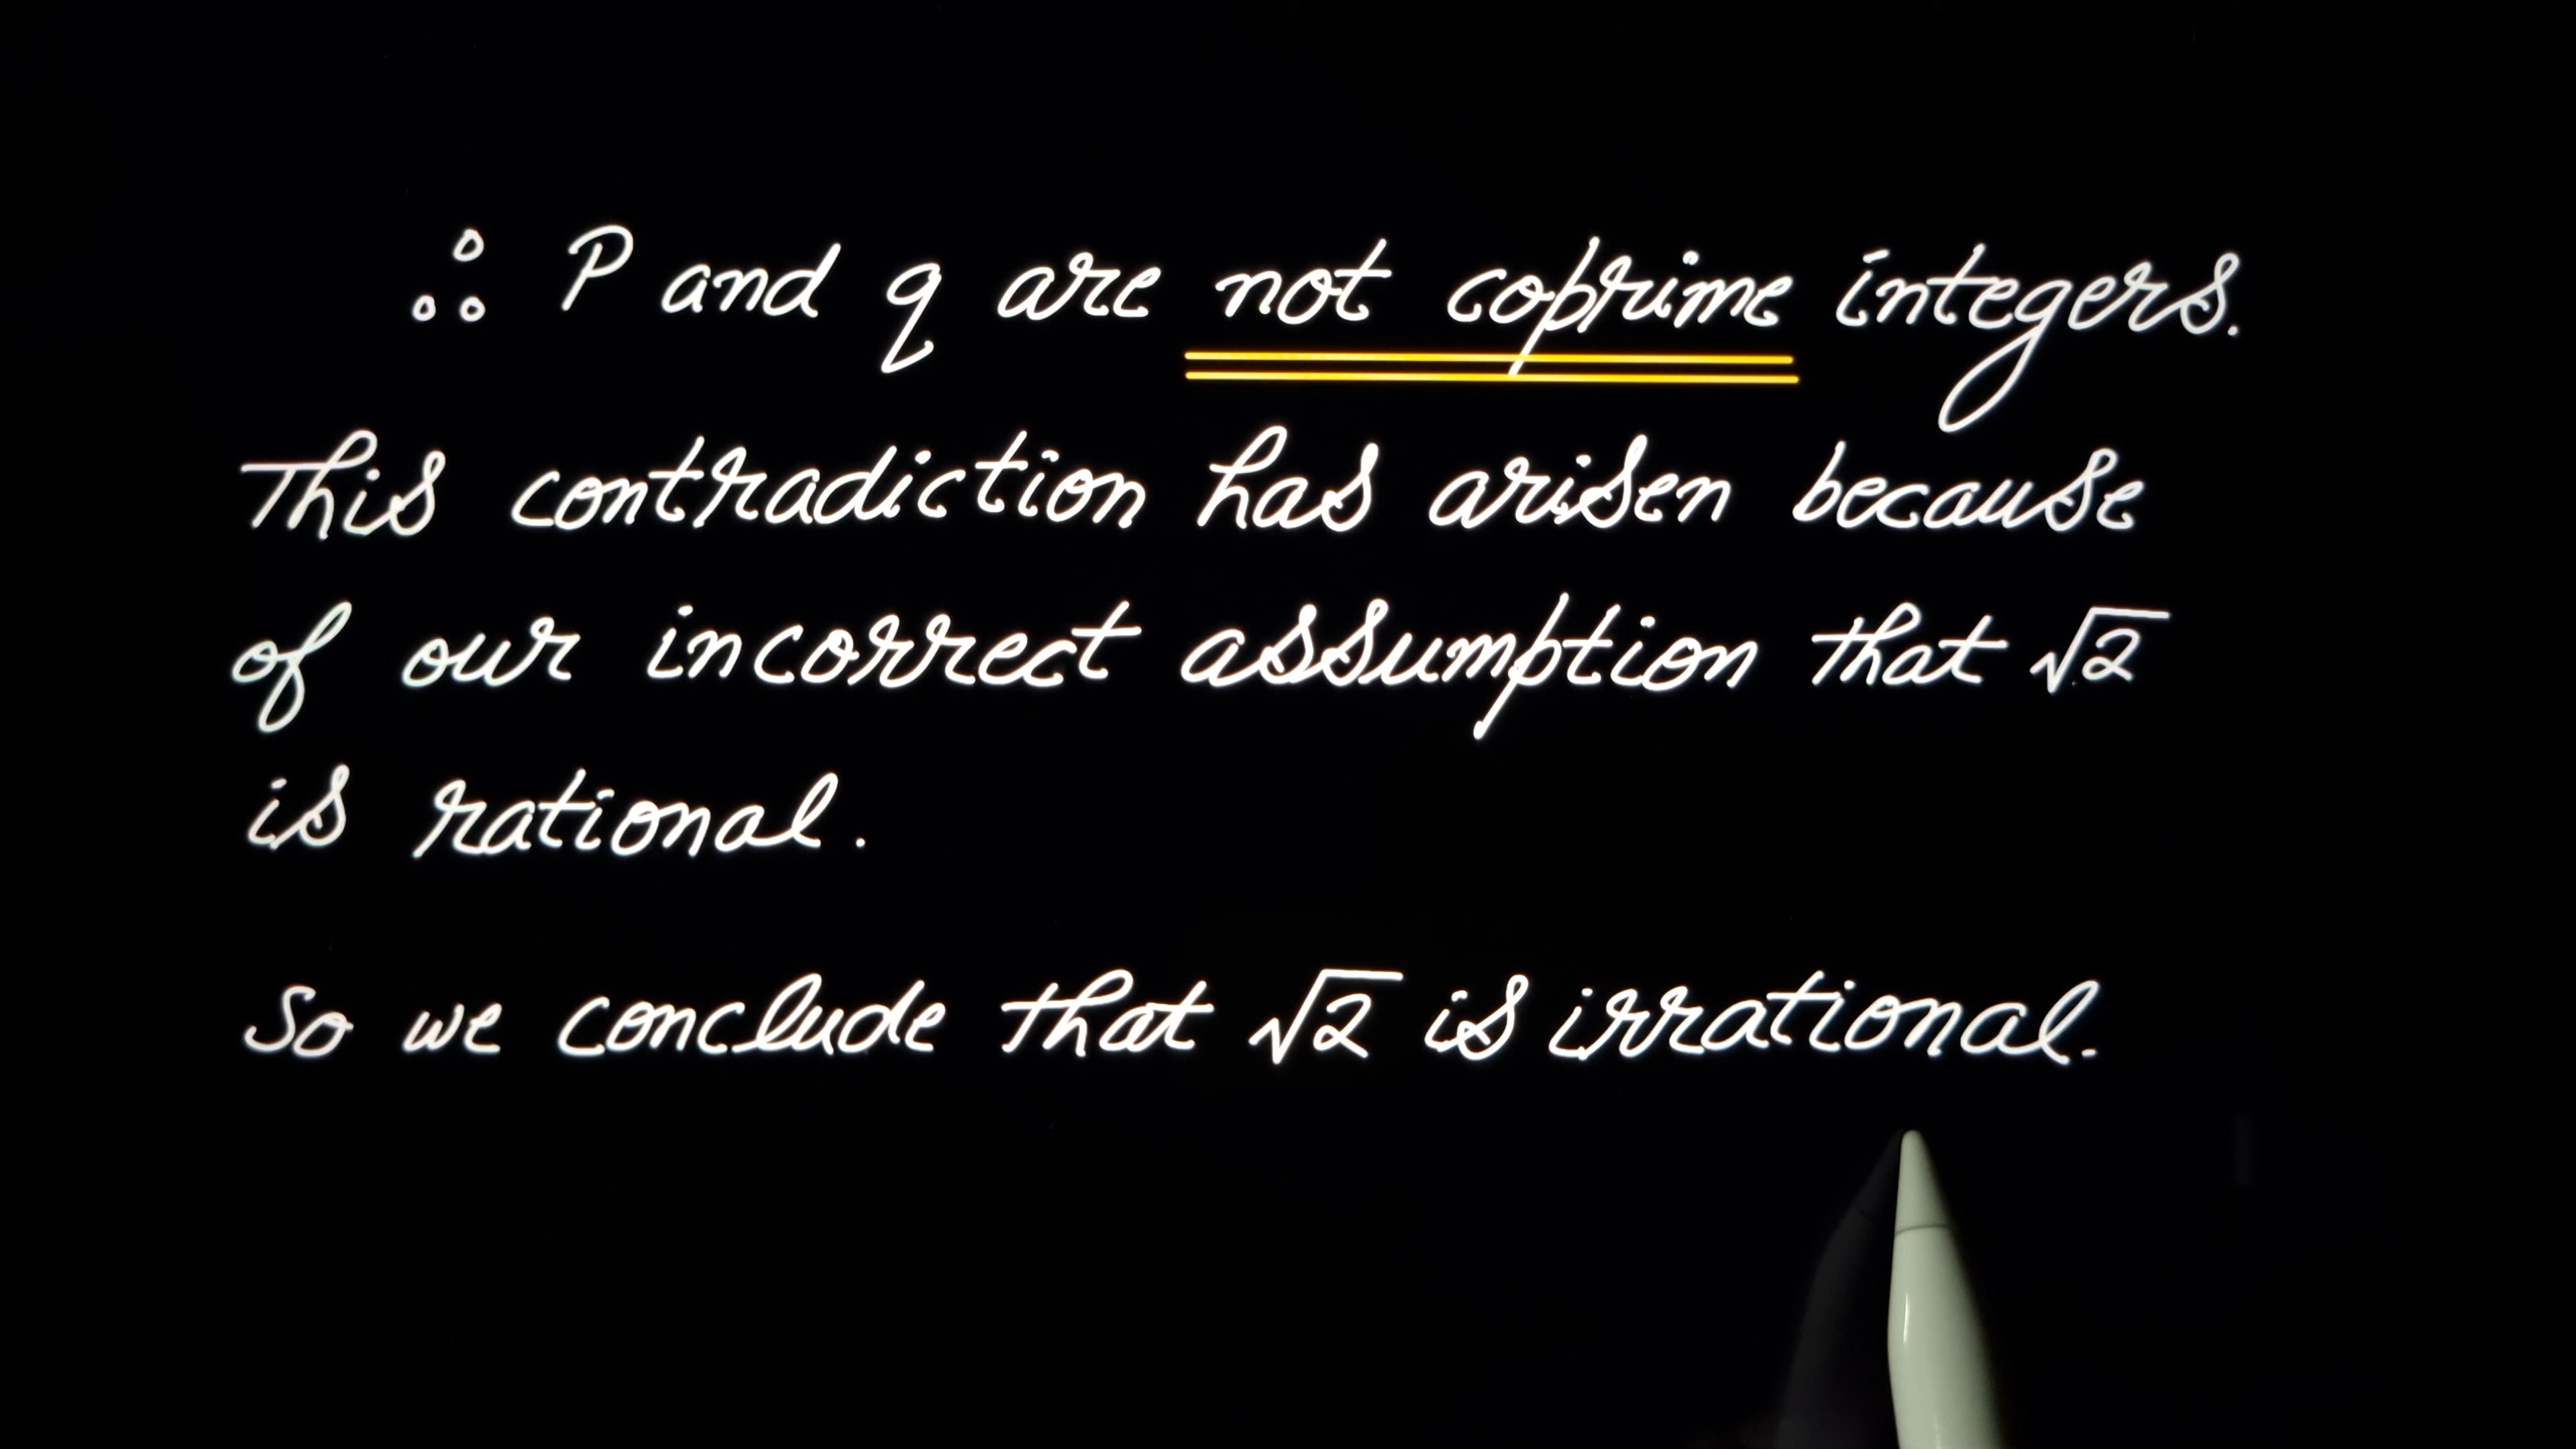 ∴ P and q are not coprime integers.
This contradiction has arisen because
of our incorrect assumption that √2
is rational.
So we conclude that √2 is irrational.